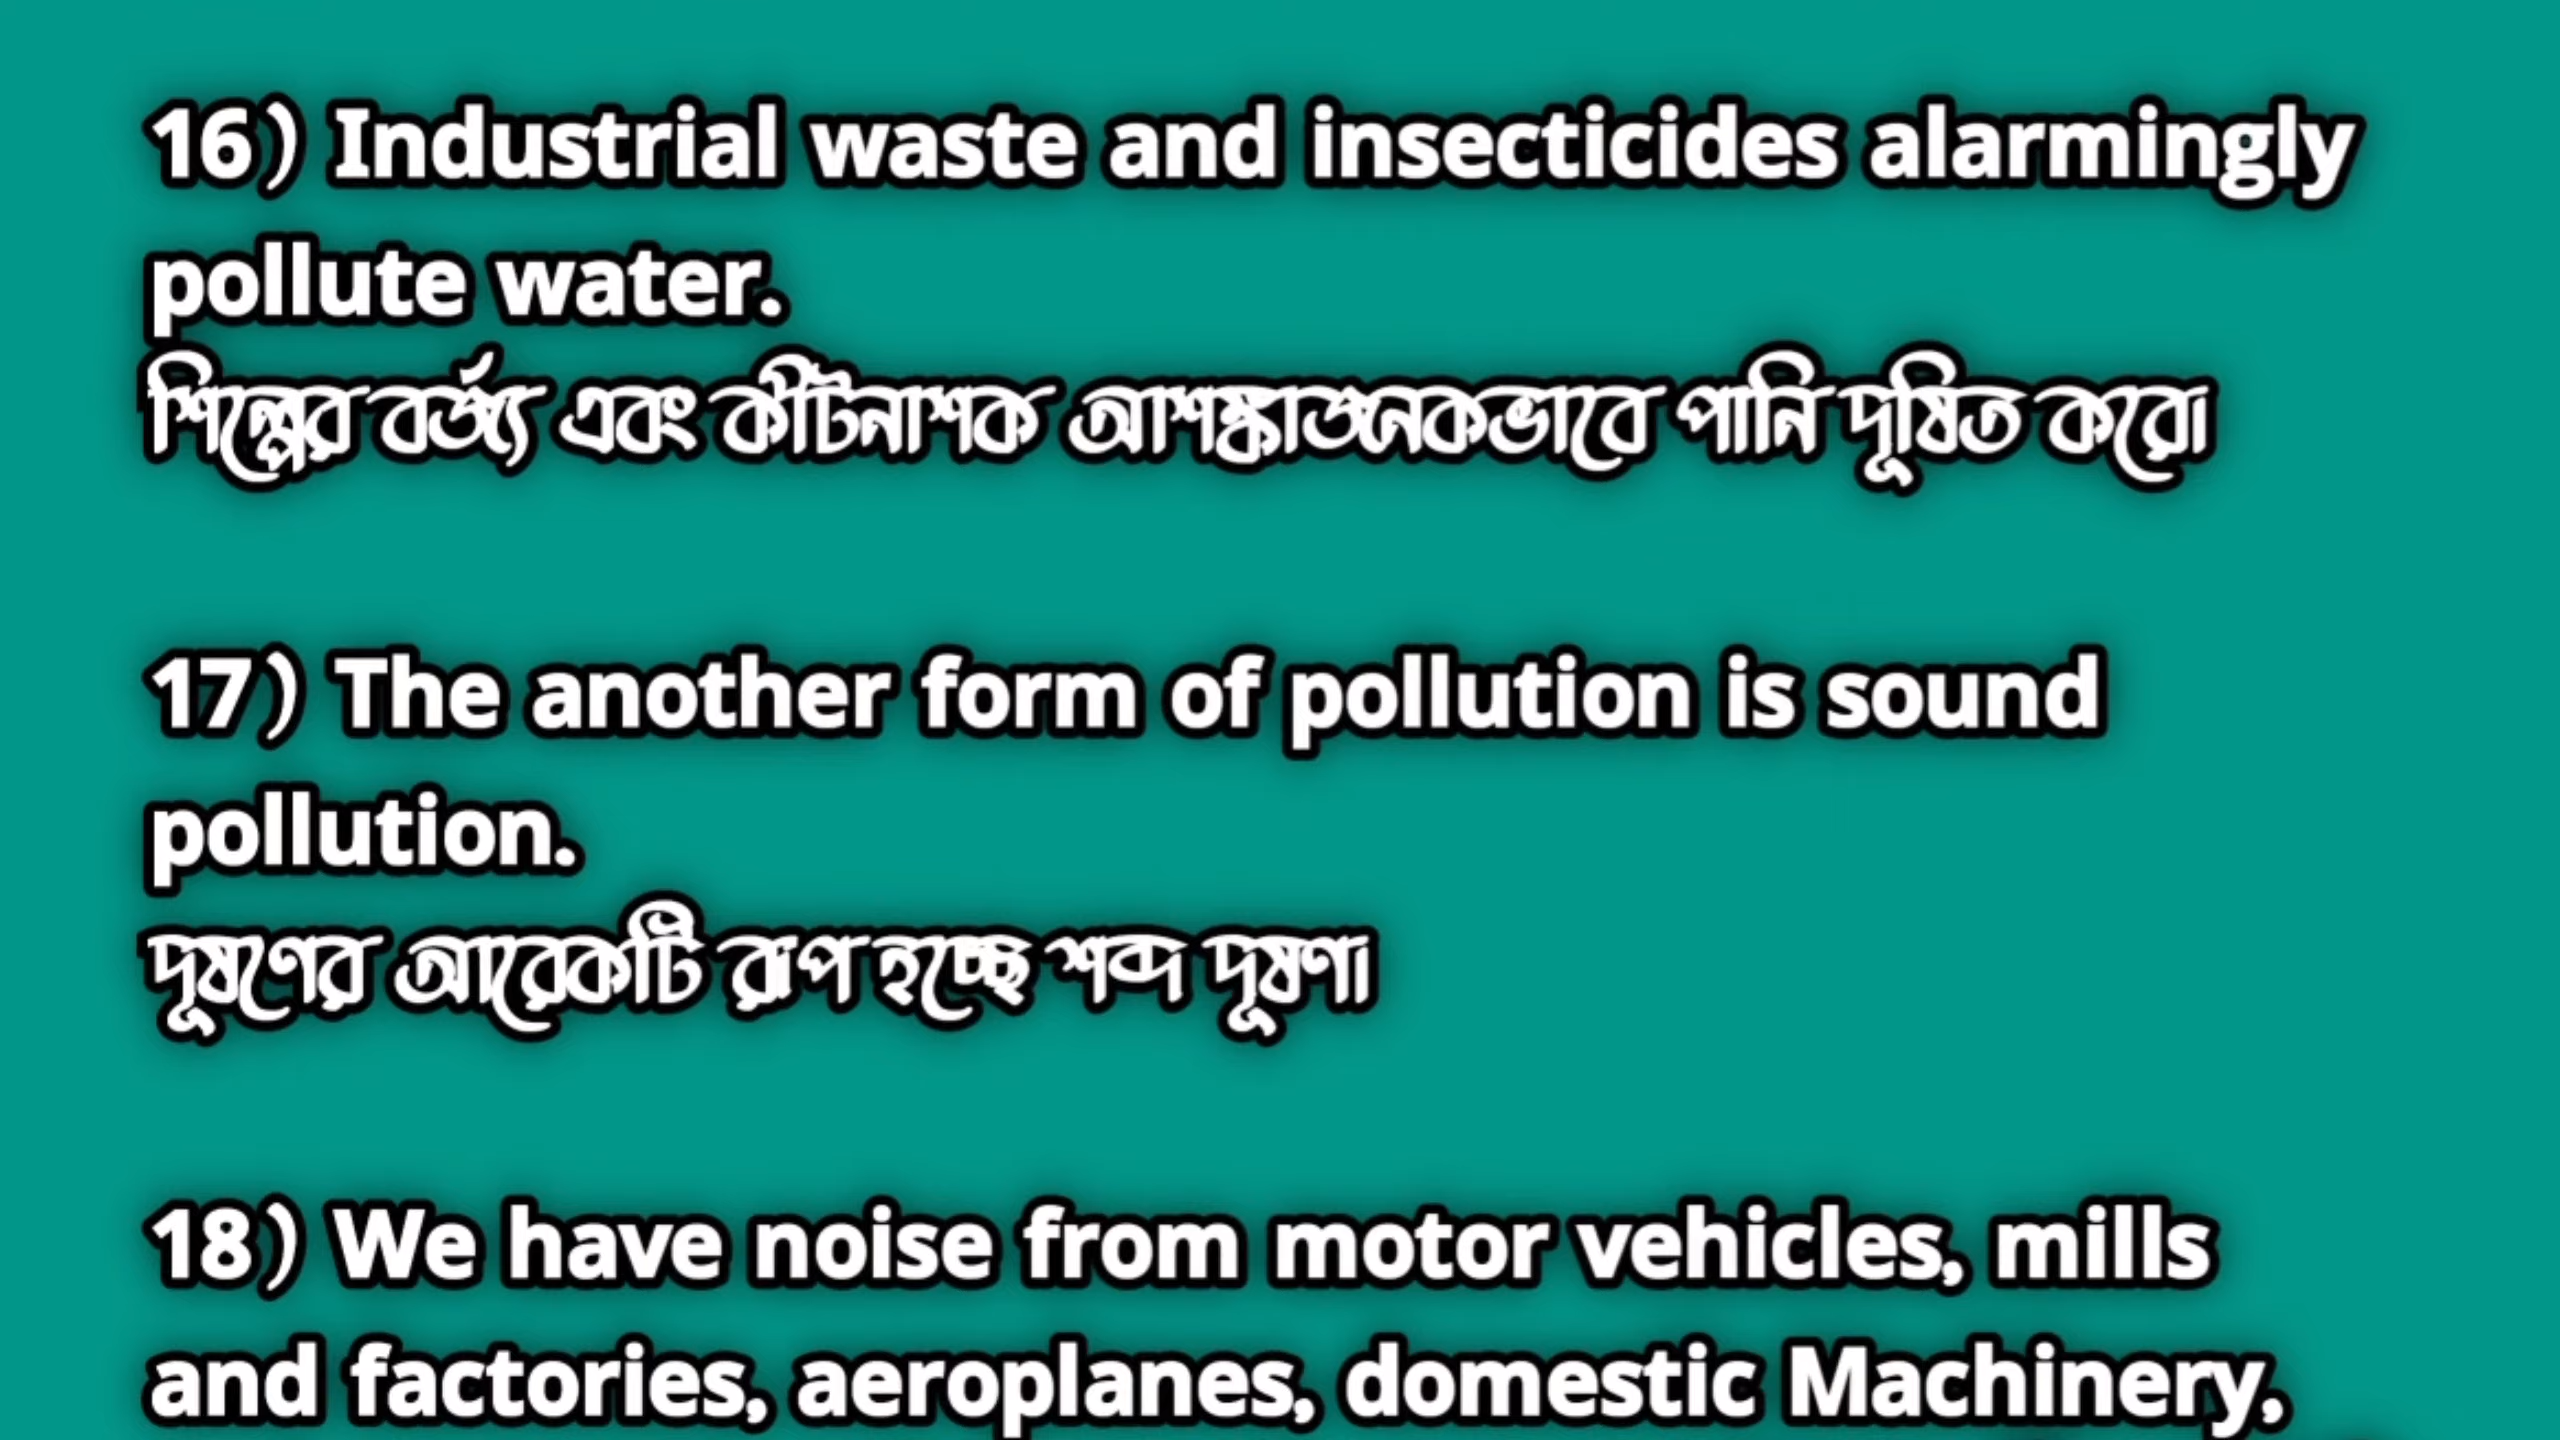 16) Industrial waste and insecticides alarmingly
pollute water.
শিল্পের বর্জ্য এবং কীটনাশক আশঙ্কাজনকভাবে পানি দূষিত করে।
17) The another form of pollution is sound
pollution.
দূষণের আরেকটি রূপ হচ্ছে শব্দ দূষণ।
18) We have noise from motor vehicles, mills
and factories, aeroplanes, domestic Machinery,